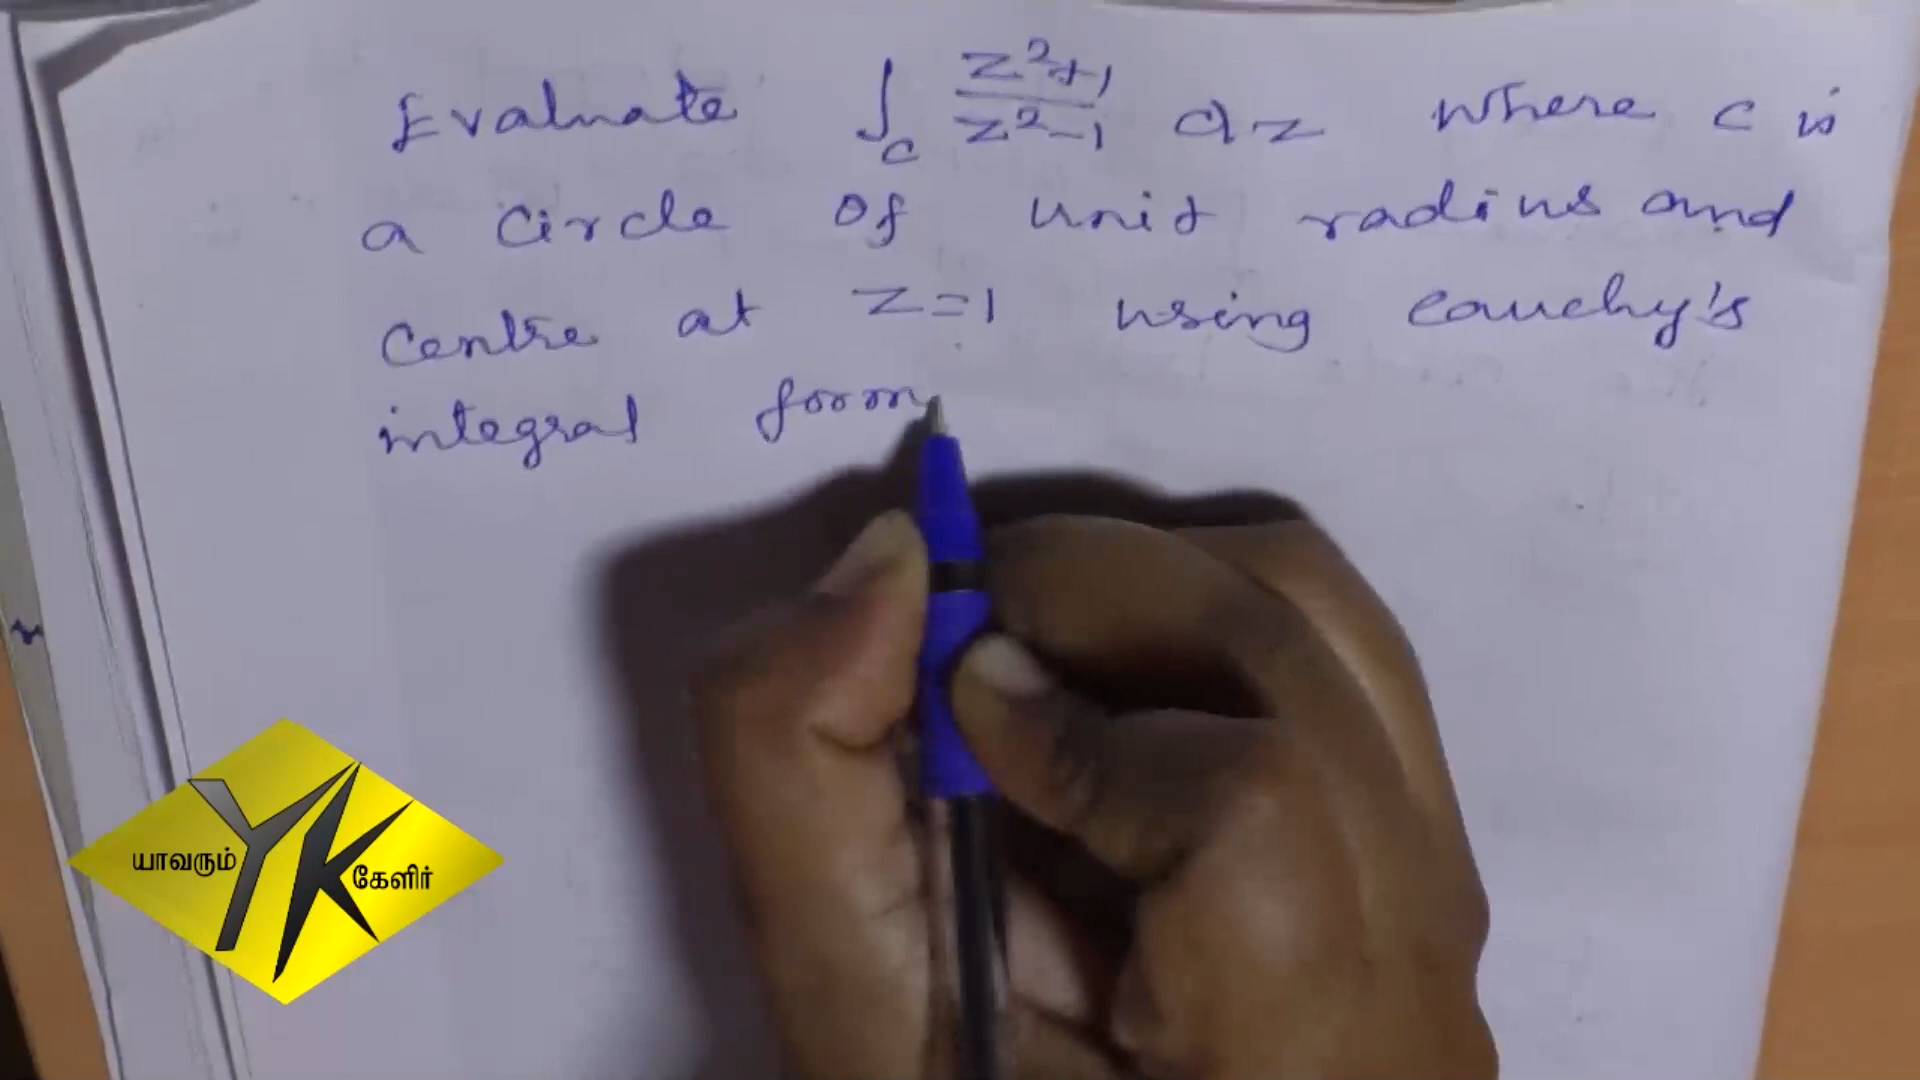 Evaluate ∫_C (z²+1)/(z²-1) dz where c is
a circle of unit radius and
centre at z=1 using cauchy's
integral form
யாவரும் YK கேளிர்